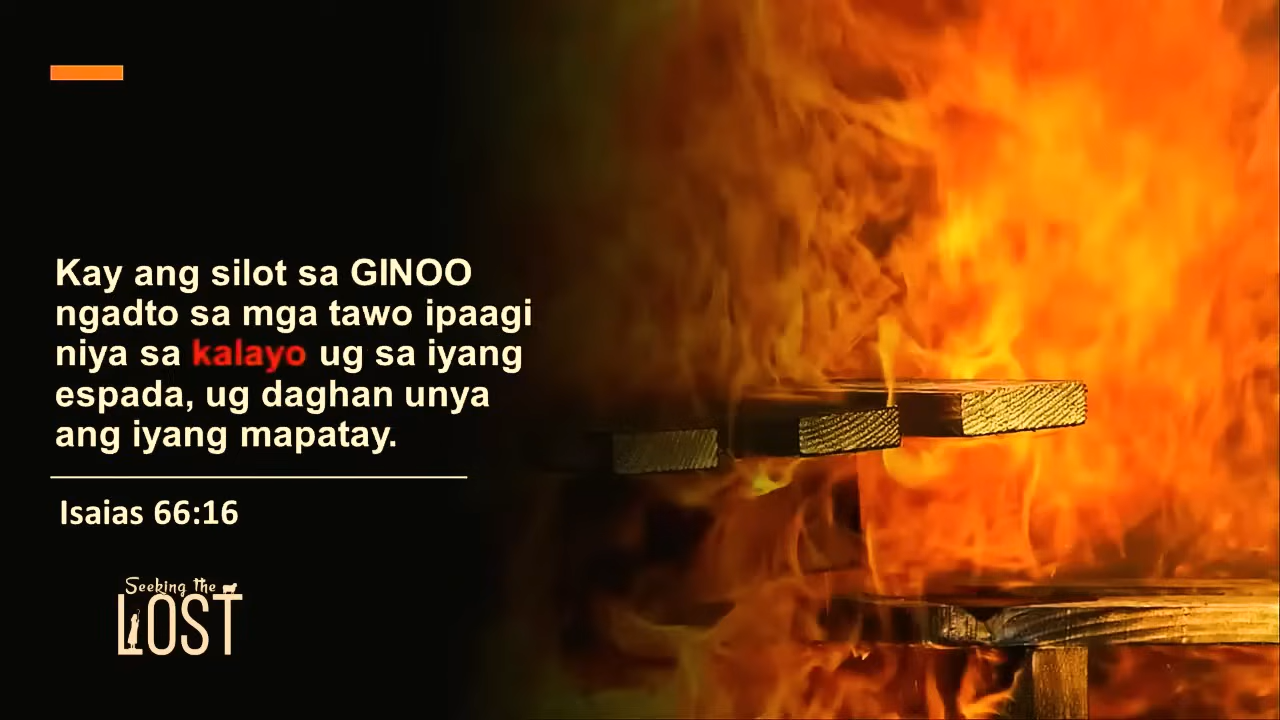 Kay ang silot sa GINOO
ngadto sa mga tawo ipaagi
niya sa kalayo ug sa iyang
espada, ug daghan unya
ang iyang mapatay.
Isaias 66:16
Seeking the
LOST